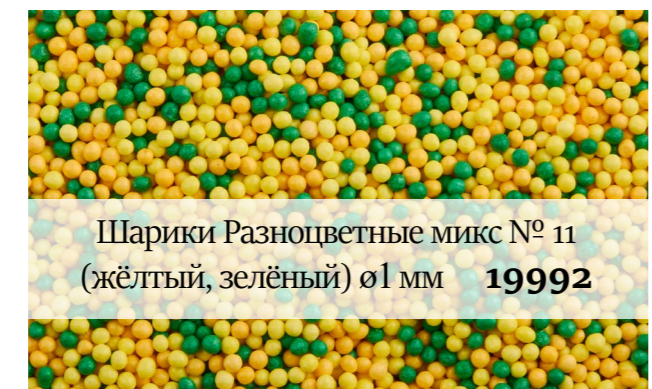 Шарики Разноцветные микс № 11
(жёлтый, зелёный) ø1 мм 19992